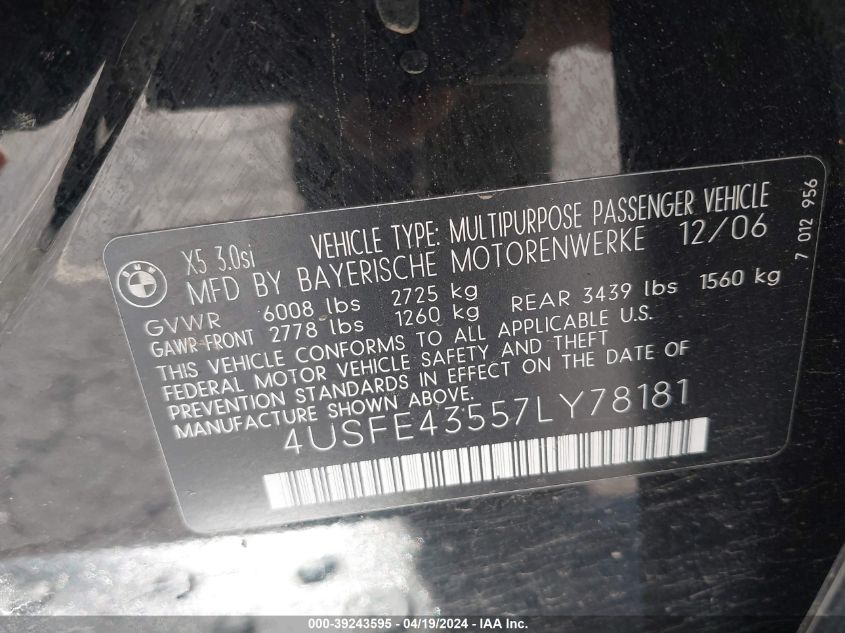 BMW
X5 3.0si VEHICLE TYPE: MULTIPURPOSE PASSENGER VEHICLE
MFD BY BAYERISCHE MOTORENWERKE 12/06
GVWR 6008 lbs 2725 kg
GAWR FRONT 2778 lbs 1260 kg REAR 3439 lbs 1560 kg
THIS VEHICLE CONFORMS TO ALL APPLICABLE U.S.
FEDERAL MOTOR VEHICLE SAFETY AND THEFT
PREVENTION STANDARDS IN EFFECT ON THE DATE OF
MANUFACTURE SHOWN ABOVE.
4USFE43557LY78181
7 012 956
000-39243595 - 04/19/2024 - IAA Inc.